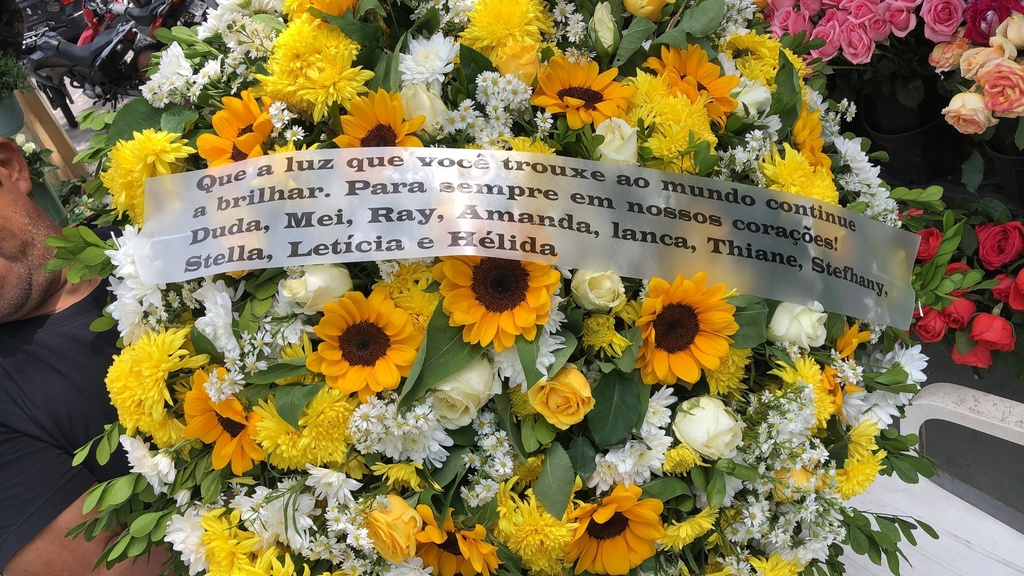 Que a luz que você trouxe ao mundo continue
a brilhar. Para sempre em nossos corações!
Duda, Mei, Ray, Amanda, Ianca, Thiane, Stefhany,
Stella, Letícia e Hélida